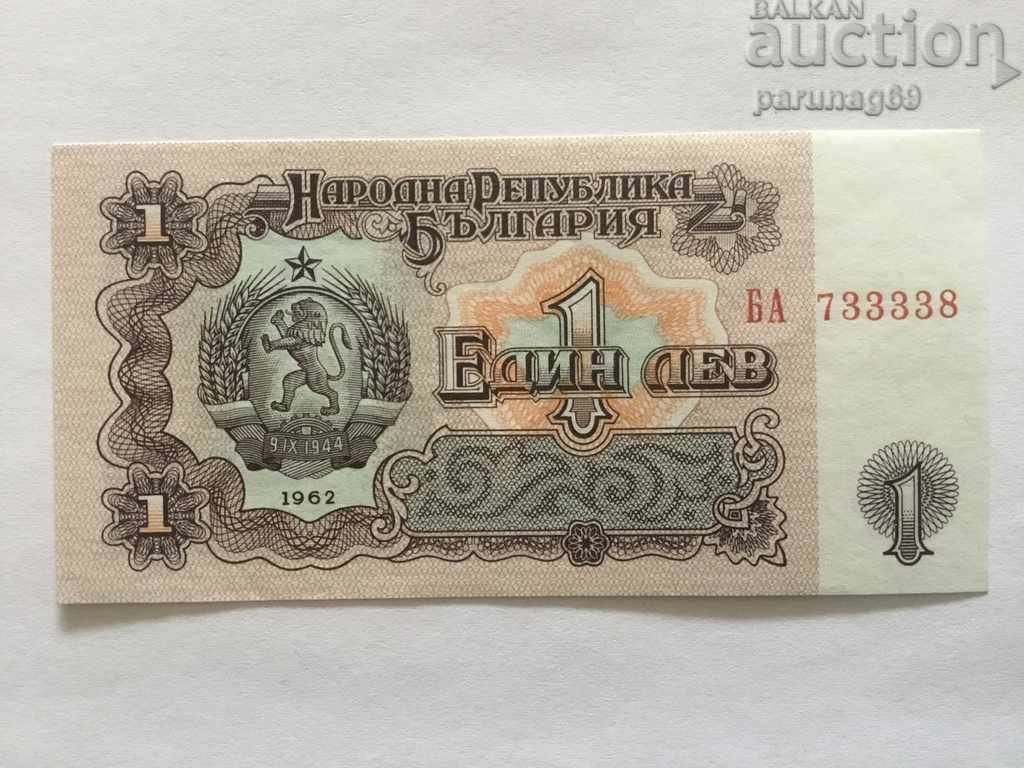 BALKAN
auction
parunag69
НАРОДНА РЕПУБЛИКА
БЪЛГАРИЯ
1
1
БА 733338
ЕДИН ЛЕВ
9.IX.1944
1962
1
1